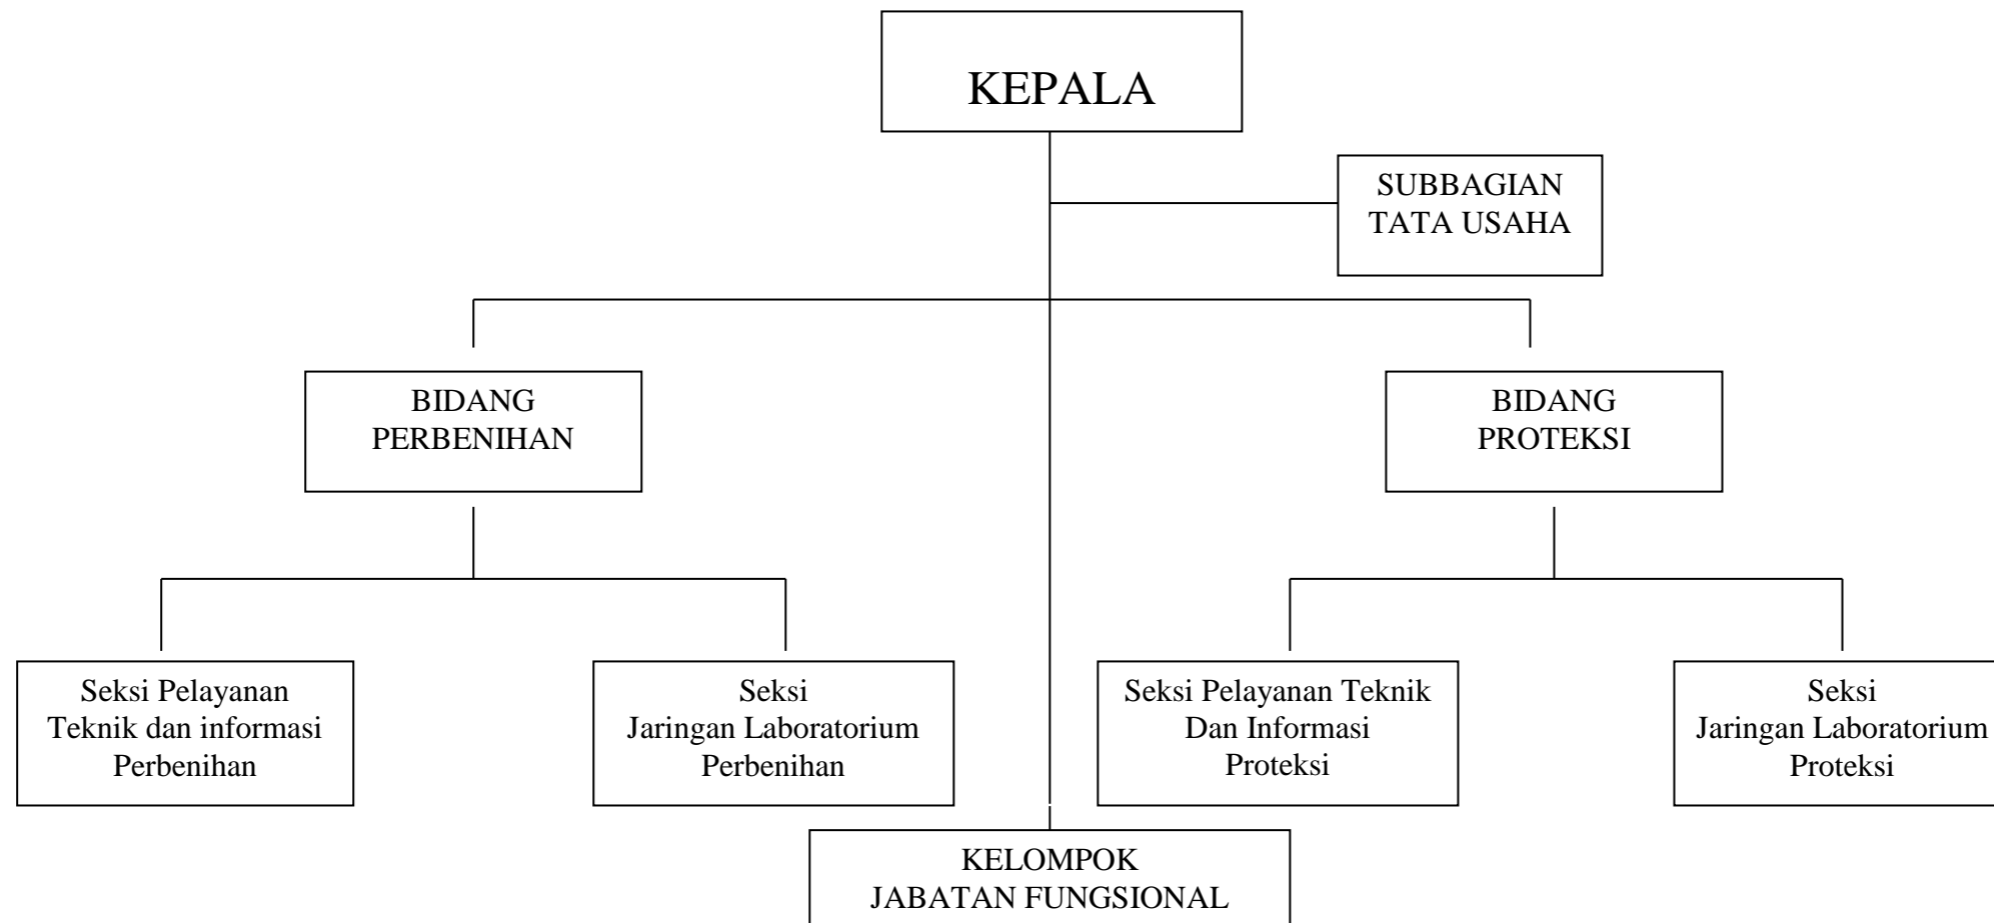 KEPALA
SUBBAGIAN
TATA USAHA
BIDANG
PERBENIHAN
BIDANG
PROTEKSI
Seksi Pelayanan
Teknik dan informasi
Perbenihan
Seksi
Jaringan Laboratorium
Perbenihan
Seksi Pelayanan Teknik
Dan Informasi
Proteksi
Seksi
Jaringan Laboratorium
Proteksi
KELOMPOK
JABATAN FUNGSIONAL